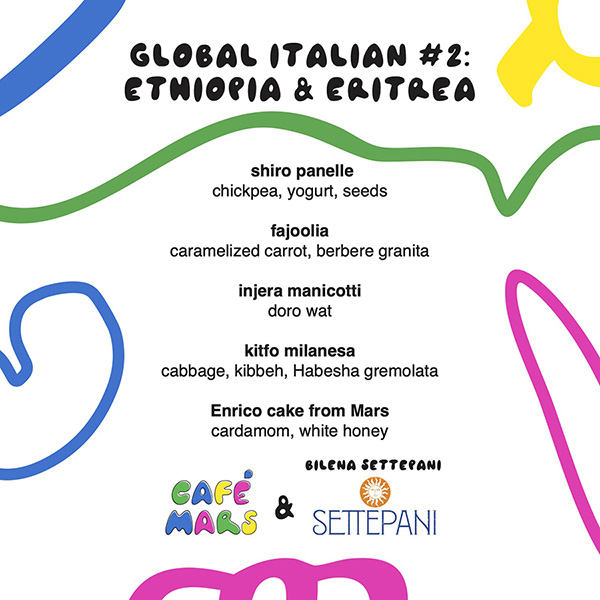 GLOBAL ITALIAN #2:
ETHIOPIA & ERITREA
shiro panelle
chickpea, yogurt, seeds
fajoolia
caramelized carrot, berbere granita
injera manicotti
doro wat
kitfo milanesa
cabbage, kibbeh, Habesha gremolata
Enrico cake from Mars
cardamom, white honey
CAFÉ
MARS
&
BILENA SETTEPANI
SETTEPANI